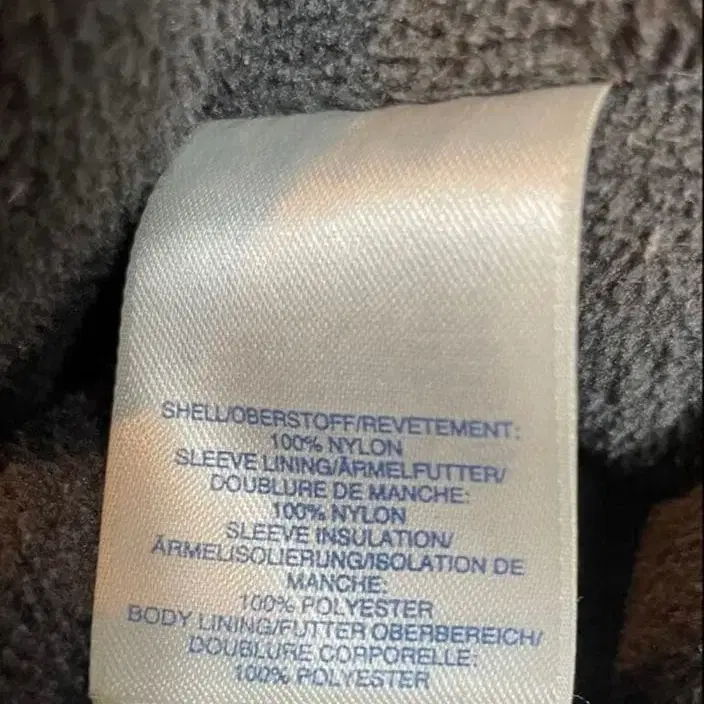 SHELL/OBERSTOFF/REVETEMENT:
100% NYLON
SLEEVE LINING/ÄRMELFUTTER/
DOUBLURE DE MANCHE:
100% NYLON
SLEEVE INSULATION/
ÄRMELISOLIERUNG/ISOLATION DE
MANCHE:
100% POLYESTER
BODY LINING/FUTTER OBERBEREICH/
DOUBLURE CORPORELLE:
100% POLYESTER